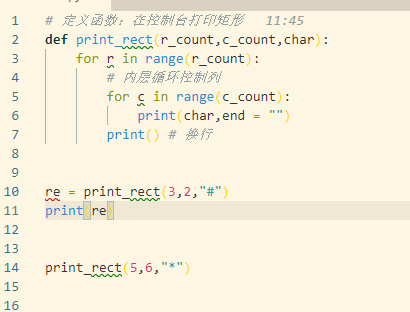 1 # 定义函数：在控制台打印矩形 11:45
2 def print_rect(r_count,c_count,char):
3 for r in range(r_count):
4 # 内层循环控制列
5 for c in range(c_count):
6 print(char,end = "")
7 print() # 换行
8
9
10 re = print_rect(3,2,"#")
11 print(re)
12
13
14 print_rect(5,6,"*")
15
16